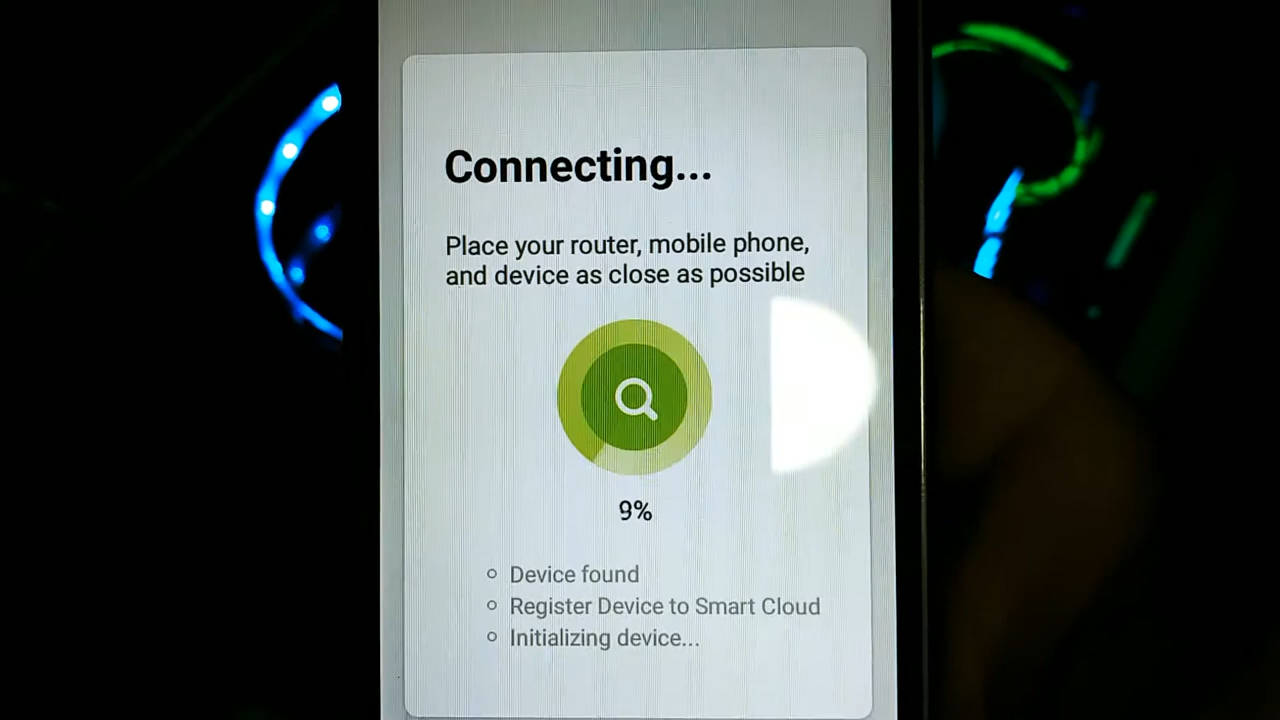 Connecting...
Place your router, mobile phone,
and device as close as possible
9%
Device found
Register Device to Smart Cloud
Initializing device...